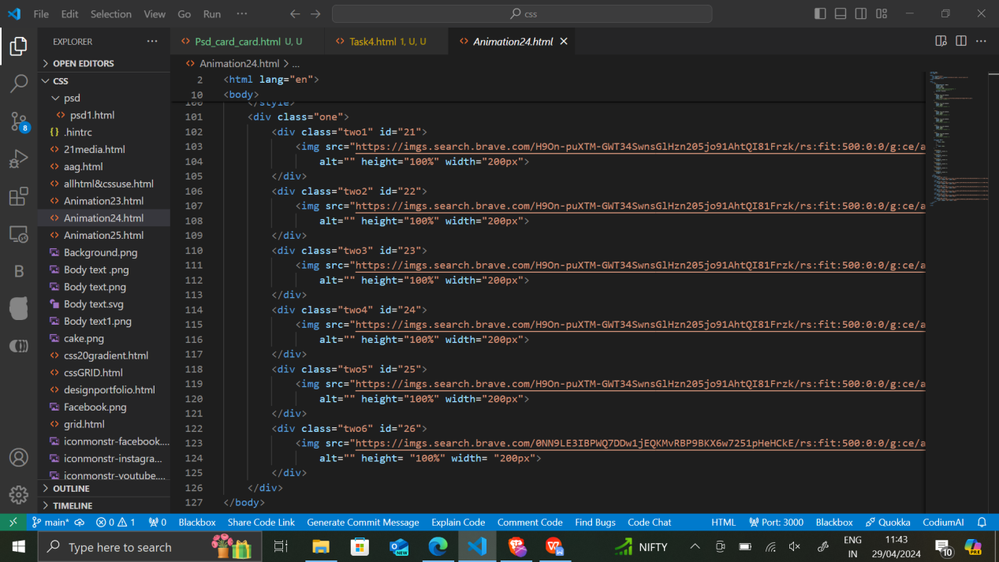 File Edit Selection View Go Run ···
css
EXPLORER ···
Psd_card_card.html U, U
Task4.html 1, U, U
Animation24.html
OPEN EDITORS
Animation24.html > ...
CSS
psd
psd1.html
.hintrc
21media.html
aag.html
allhtml&cssuse.html
Animation23.html
Animation24.html
Animation25.html
Background.png
Body text .png
Body text.png
Body text.svg
Body text1.png
cake.png
css20gradient.html
cssGRID.html
designportfolio.html
Facebook.png
grid.html
iconmonstr-facebook....
iconmonstr-instagra...
iconmonstr-youtube....
OUTLINE
TIMELINE
8
2 <html lang="en">
10 <body>
100 </style>
101 <div class="one">
102 <div class="two1" id="21">
103 <img src="https://imgs.search.brave.com/H9On-puXTM-GWT34SwnsGlHzn205jo91AhtQI81Frzk/rs:fit:500:0:0/g:ce/a
104 alt="" height="100%" width="200px">
105 </div>
106 <div class="two2" id="22">
107 <img src="https://imgs.search.brave.com/H9On-puXTM-GWT34SwnsGlHzn205jo91AhtQI81Frzk/rs:fit:500:0:0/g:ce/a
108 alt="" height="100%" width="200px">
109 </div>
110 <div class="two3" id="23">
111 <img src="https://imgs.search.brave.com/H9On-puXTM-GWT34SwnsGlHzn205jo91AhtQI81Frzk/rs:fit:500:0:0/g:ce/a
112 alt="" height="100%" width="200px">
113 </div>
114 <div class="two4" id="24">
115 <img src="https://imgs.search.brave.com/H9On-puXTM-GWT34SwnsGlHzn205jo91AhtQI81Frzk/rs:fit:500:0:0/g:ce/a
116 alt="" height="100%" width="200px">
117 </div>
118 <div class="two5" id="25">
119 <img src="https://imgs.search.brave.com/H9On-puXTM-GWT34SwnsGlHzn205jo91AhtQI81Frzk/rs:fit:500:0:0/g:ce/a
120 alt="" height="100%" width="200px">
121 </div>
122 <div class="two6" id="26">
123 <img src="https://imgs.search.brave.com/0NN9LE3IBPWQ7DDw1jEQKMvRBP9BKX6w7251pHeHCkE/rs:fit:500:0:0/g:ce/a
124 alt="" height= "100%" width= "200px">
125 </div>
126 </div>
127 </body>
main* 0 1 0 Blackbox Share Code Link Generate Commit Message Explain Code Comment Code Find Bugs Code Chat HTML Port: 3000 Blackbox Quokka CodiumAI
Type here to search
NIFTY
ENG
IN
11:43
29/04/2024
10
PRE
NEW